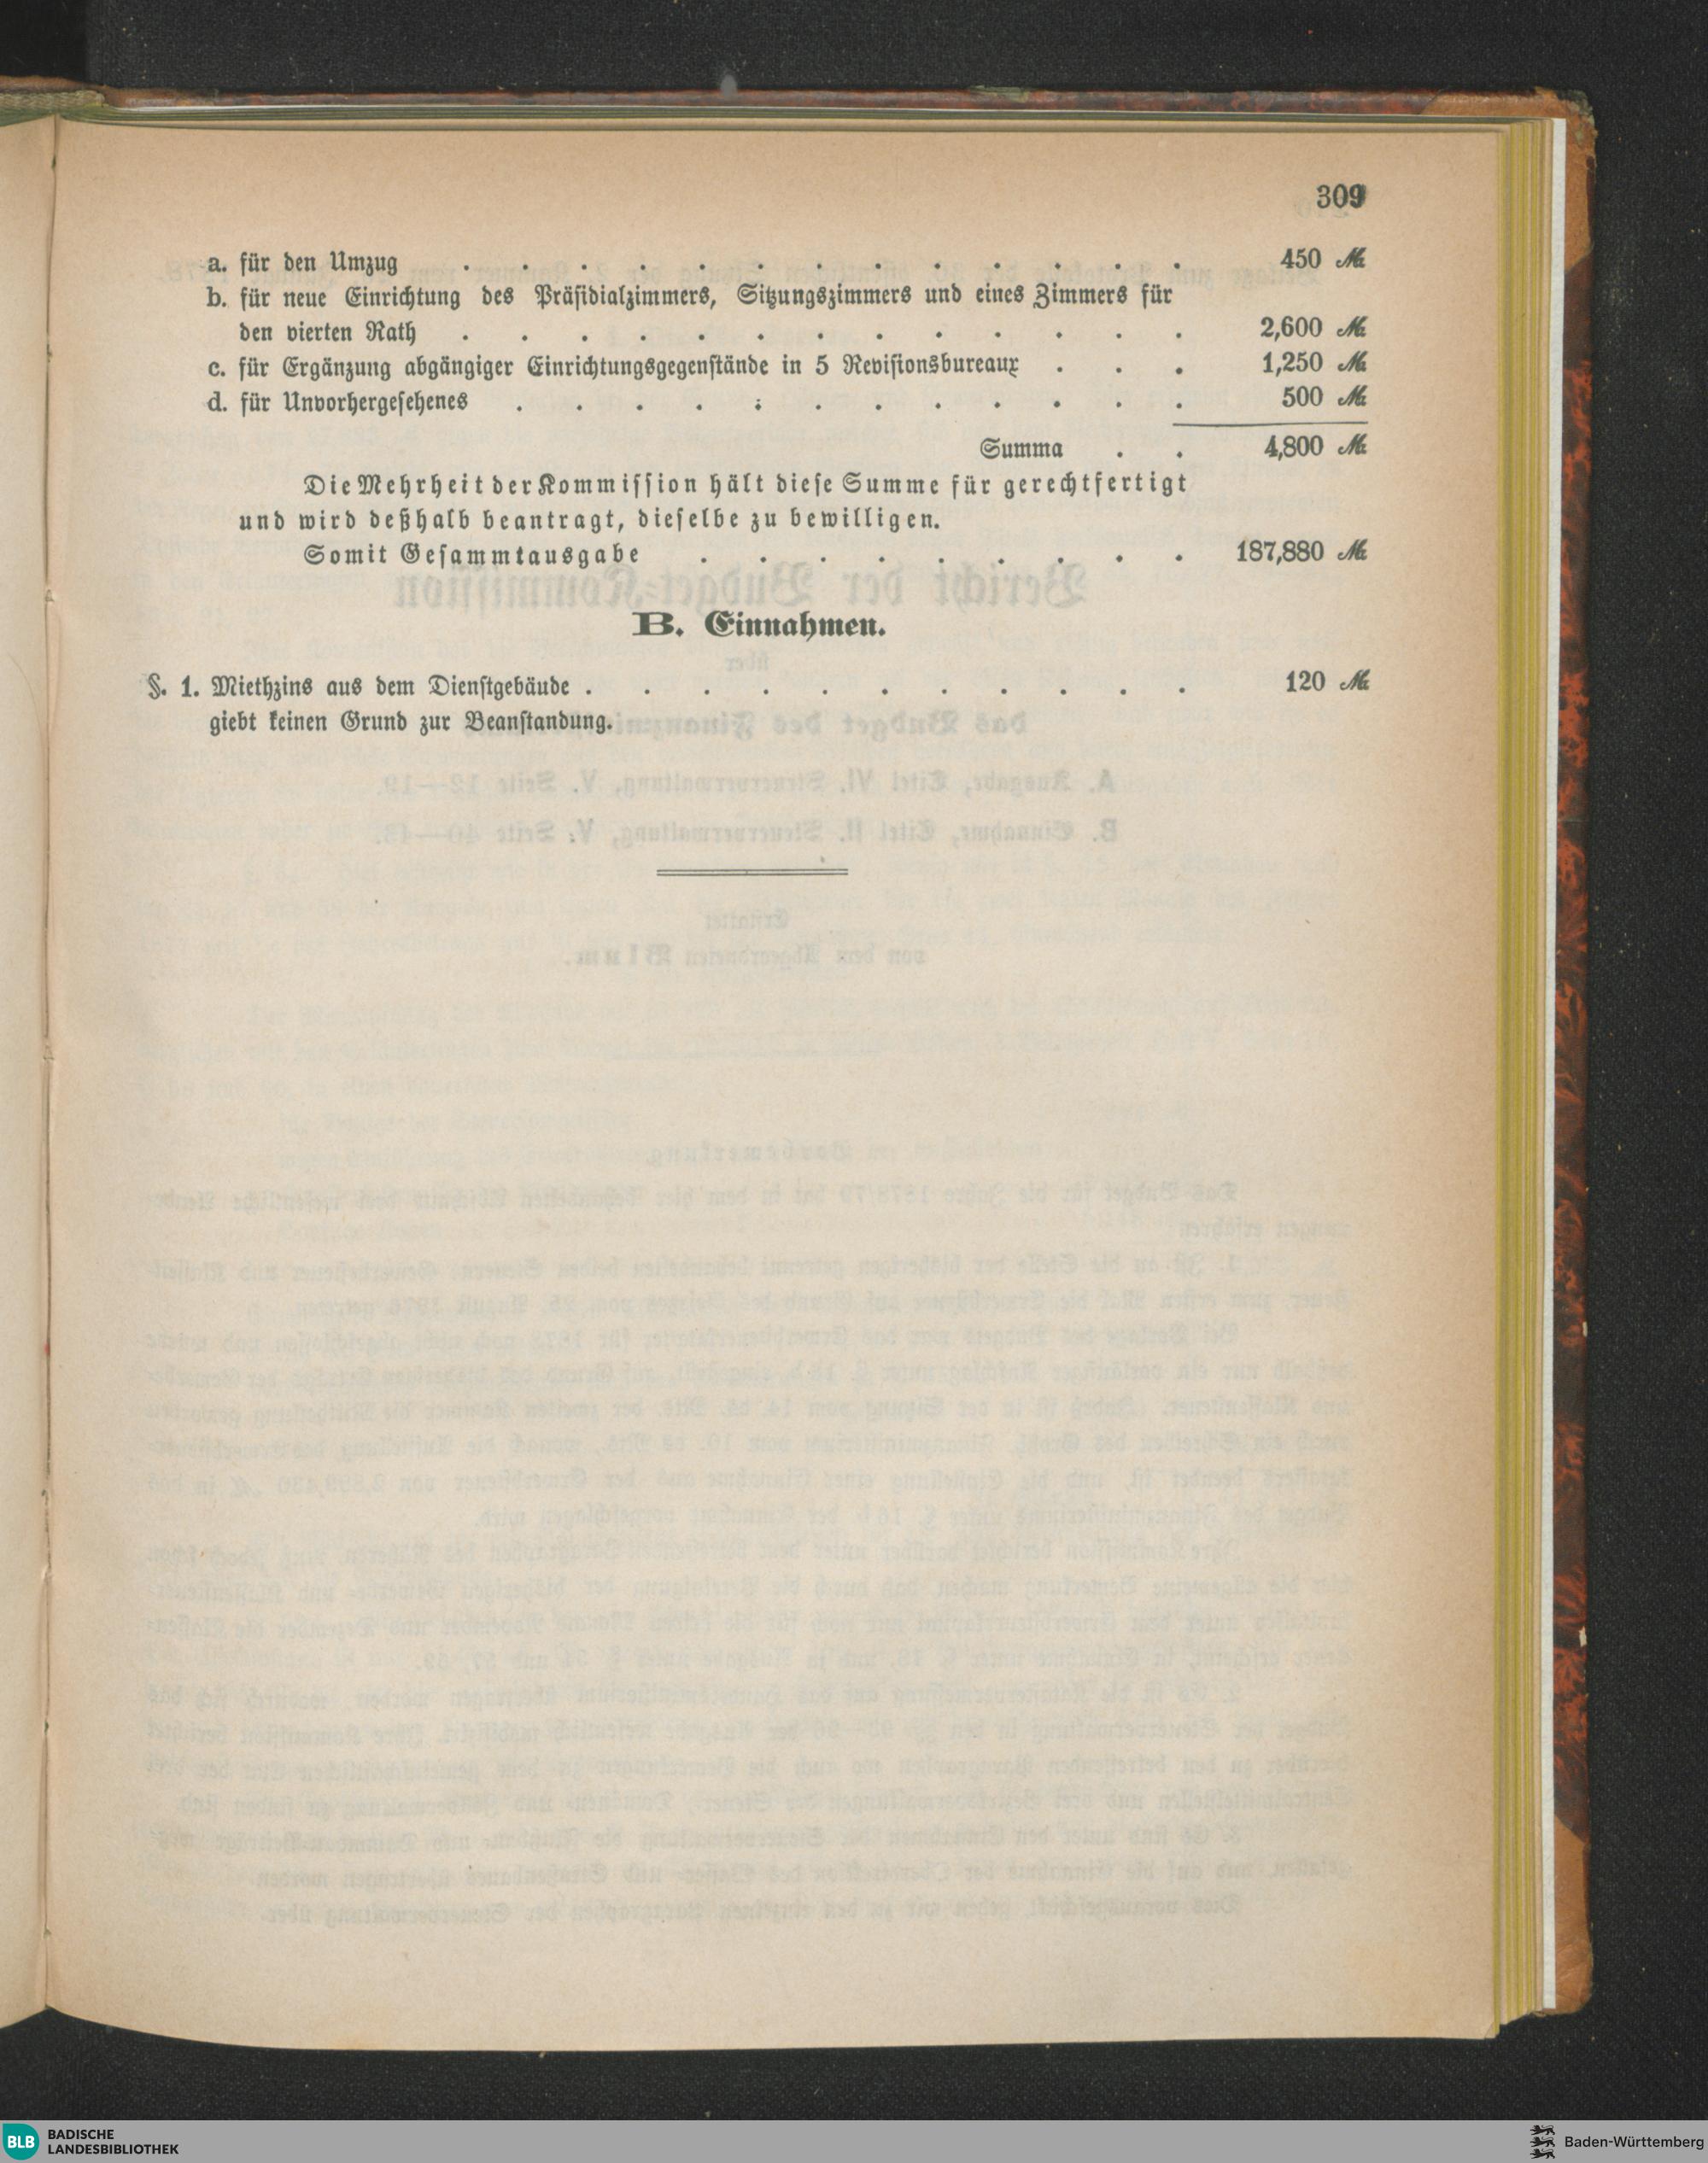 309
a. für den Umzug . . . . . . . . . . . . . 450 ℳ
b. für neue Einrichtung des Präsidialzimmers, Sitzungszimmers und eines Zimmers für
den vierten Rath . . . . . . . . . . . . . 2,600 ℳ
c. für Ergänzung abgängiger Einrichtungsgegenstände in 5 Revisionsbureaux . . . 1,250 ℳ
d. für Unvorhergesehenes . . . . . . . . . . . . 500 ℳ
Summa . . 4,800 ℳ
Die Mehrheit der Kommission hält diese Summe für gerechtfertigt
und wird deßhalb beantragt, dieselbe zu bewilligen.
Somit Gesammtausgabe . . . . . . . . . 187,880 ℳ
B. Einnahmen.
§. 1. Miethzins aus dem Dienstgebäude . . . . . . . . . . . 120 ℳ
giebt keinen Grund zur Beanstandung.
BLB BADISCHE
LANDESBIBLIOTHEK
Baden-Württemberg